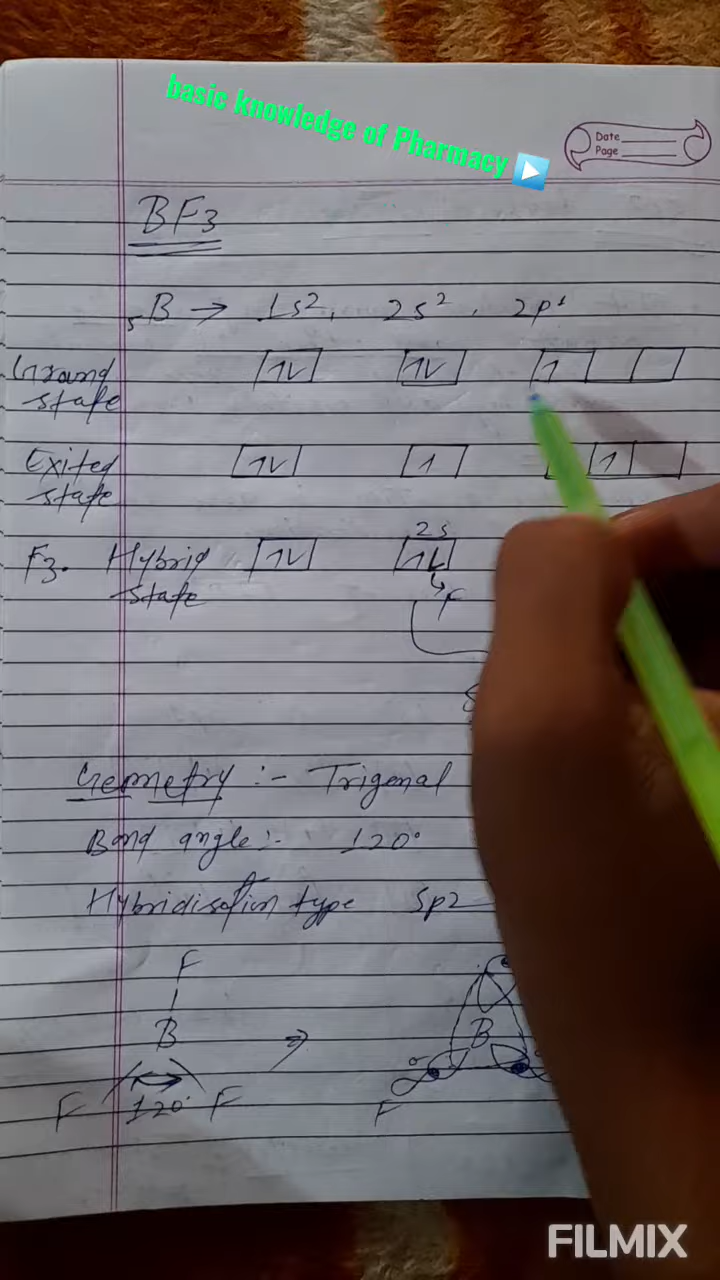 basic knowledge of Pharmacy
Date
Page
BF3
5B → 1s², 2s², 2p¹
Ground state
Exited state
2s
F3. Hybrid state
F
Geometry :- Trigonal
Bond angle :- 120°
Hybridisation type sp2
F
B
B
F 120° F
σ
F
FILMIX